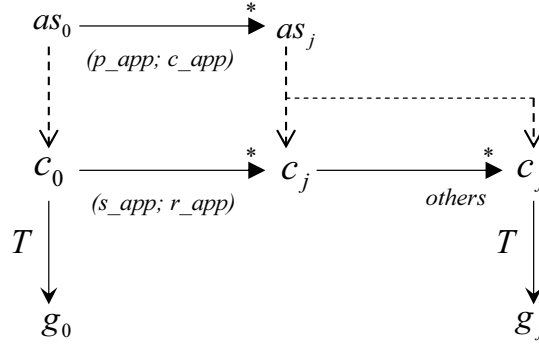 as₀ * as_j
(p_app; c_app)
c₀ * c_j * c
(s_app; r_app) others
T T
g₀ g